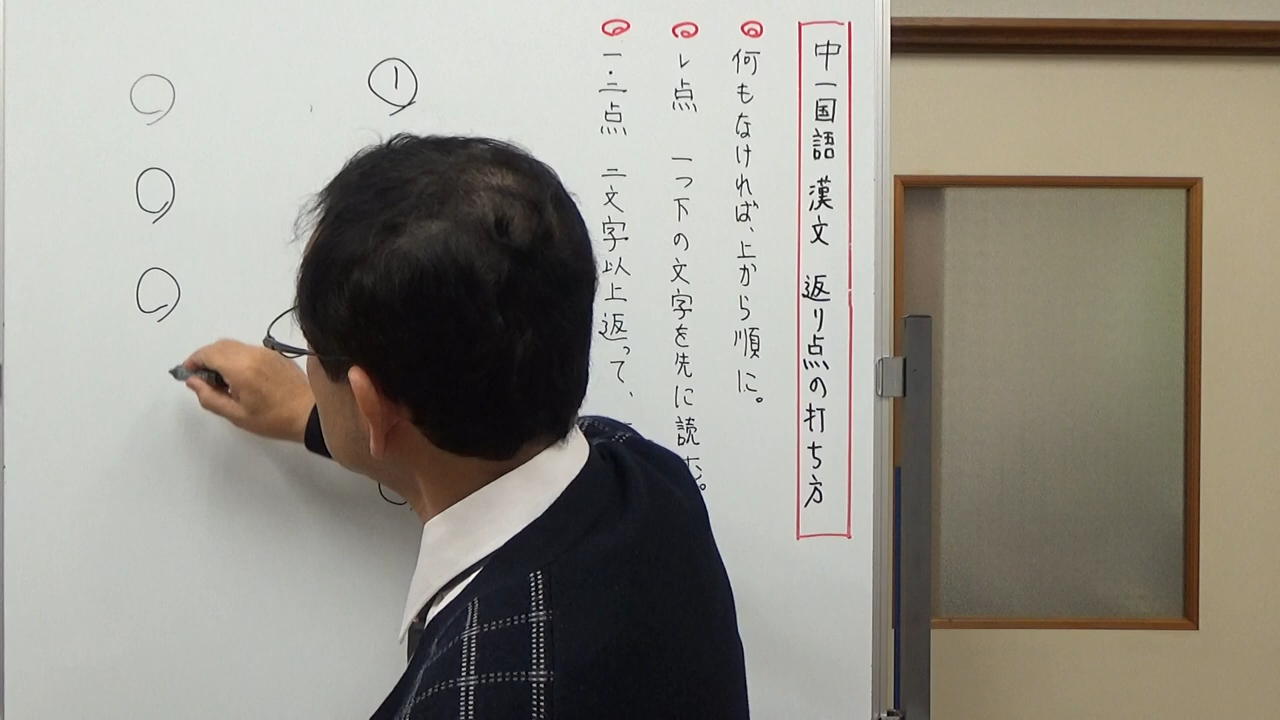 中一国語 漢文 返り点の打ち方
何もなければ、上から順に。
レ点 一つ下の文字を先に読む。
一・二点 二文字以上返って、
1